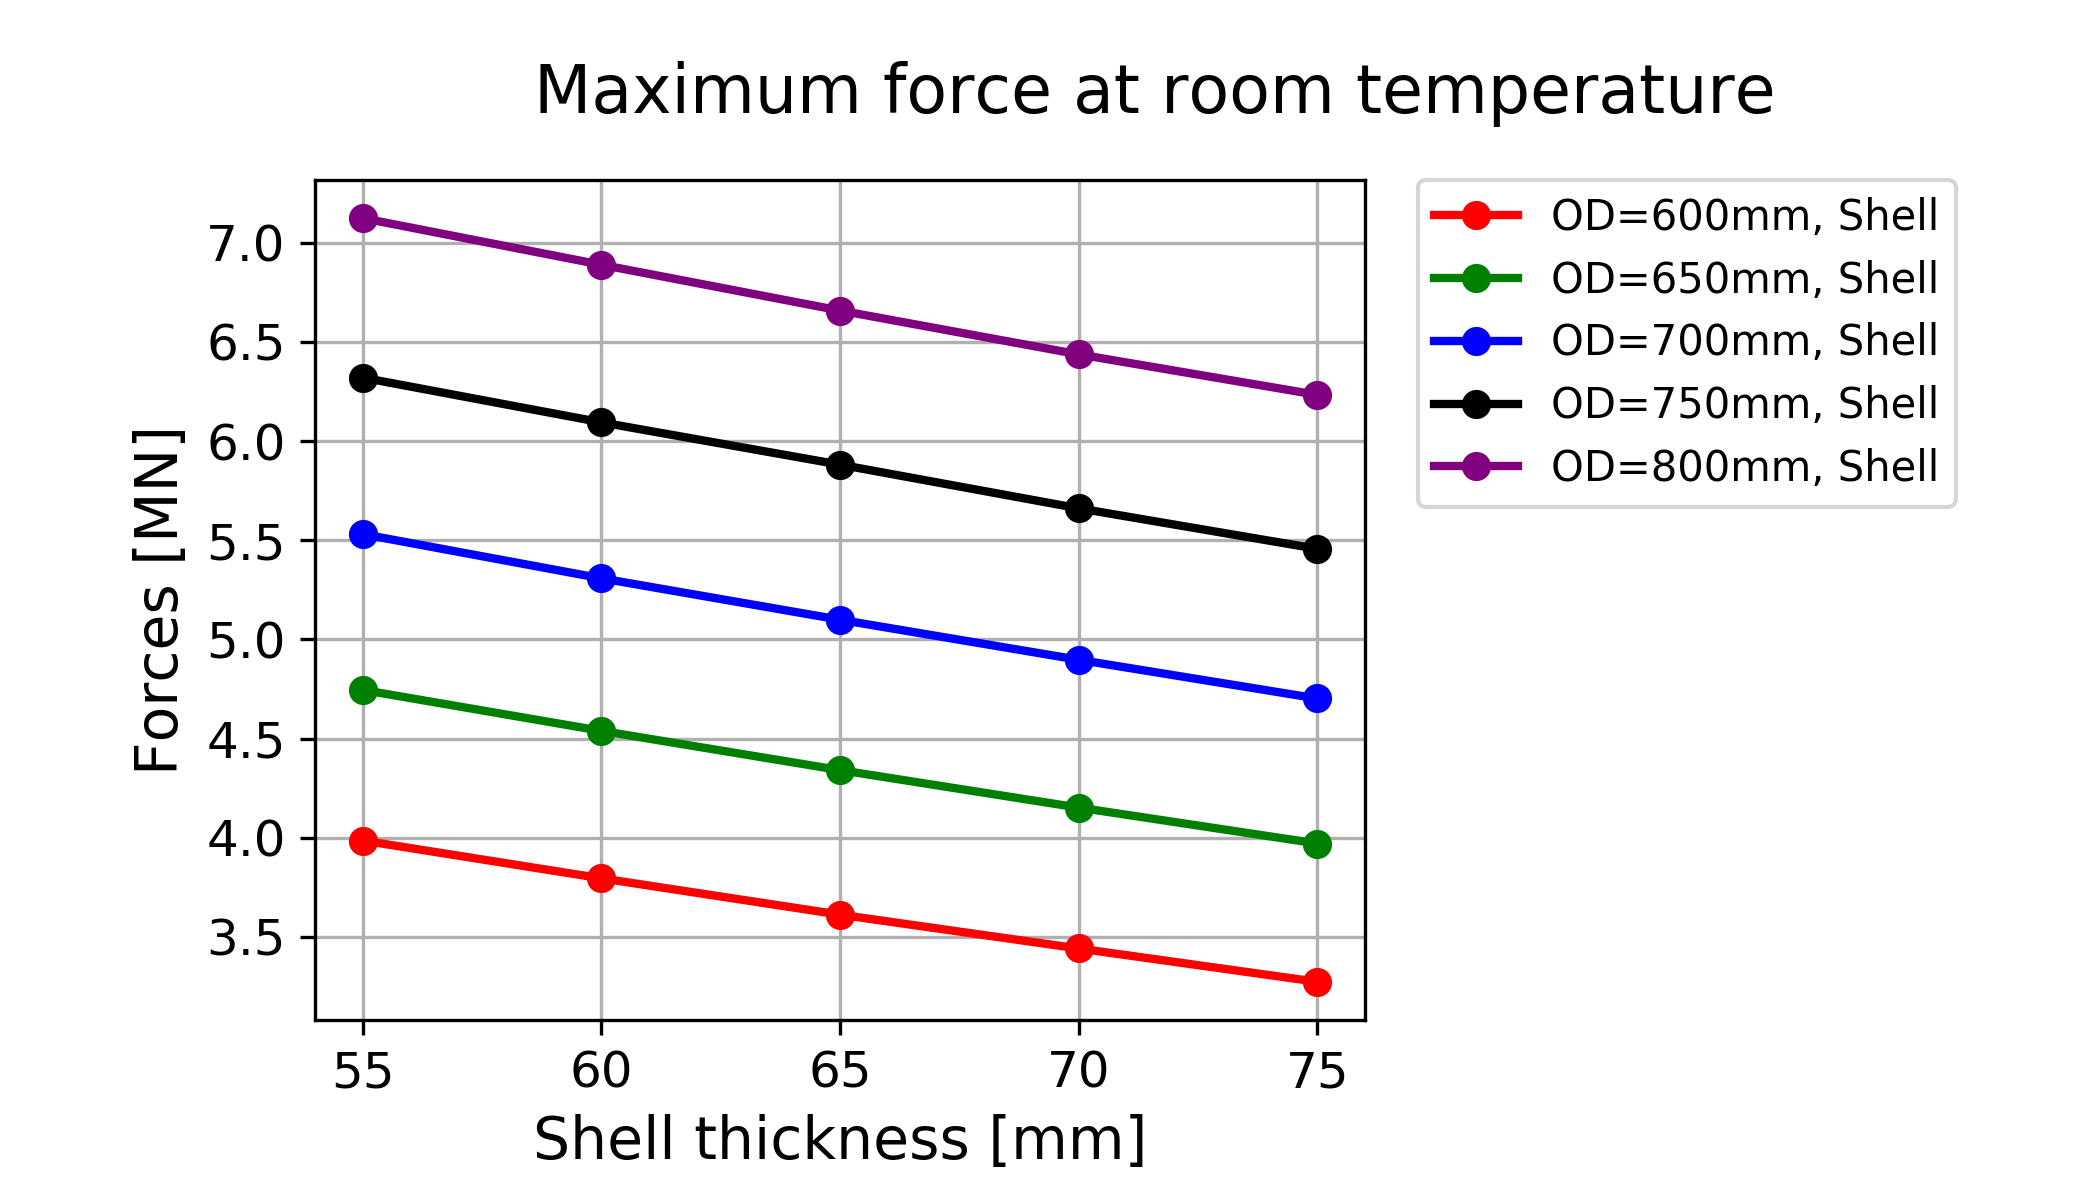 Maximum force at room temperature
7.0
6.5
6.0
5.5
5.0
4.5
4.0
3.5
Forces [MN]
55 60 65 70 75
Shell thickness [mm]
OD=600mm, Shell
OD=650mm, Shell
OD=700mm, Shell
OD=750mm, Shell
OD=800mm, Shell